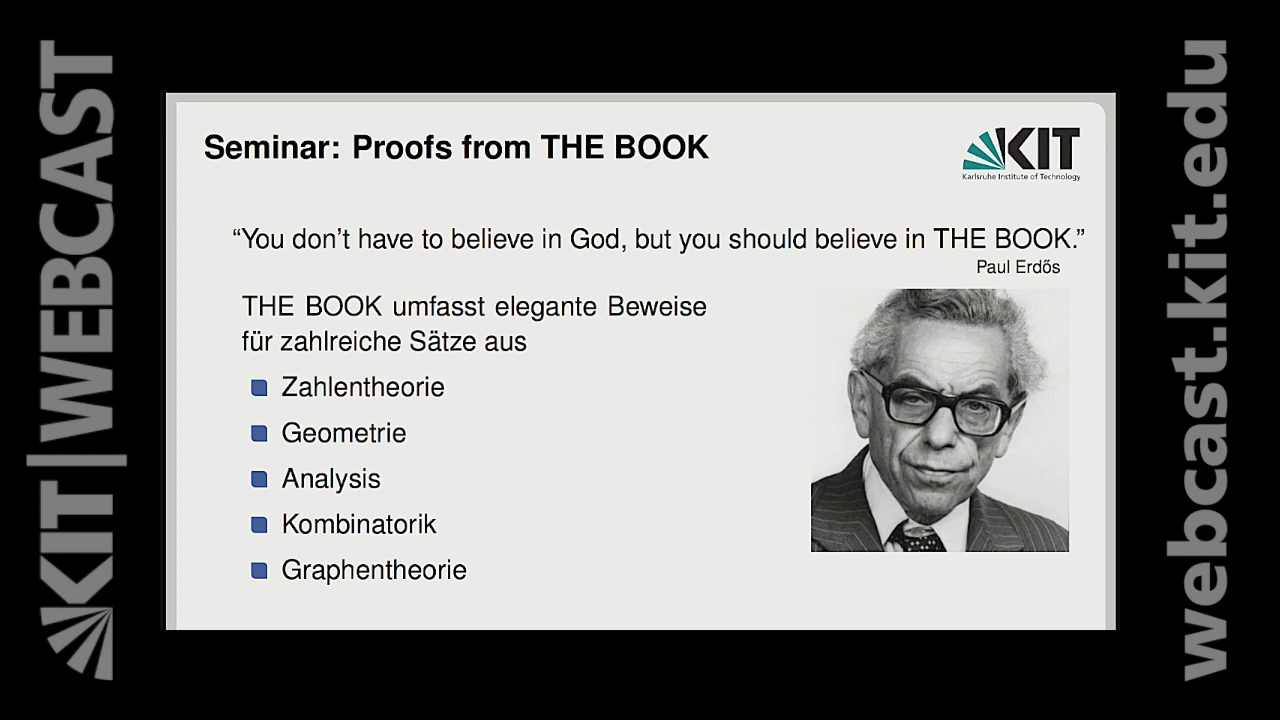 KIT|WEBCAST
Seminar: Proofs from THE BOOK
KIT
Karlsruhe Institute of Technology
“You don’t have to believe in God, but you should believe in THE BOOK.”
Paul Erdős
THE BOOK umfasst elegante Beweise
für zahlreiche Sätze aus
Zahlentheorie
Geometrie
Analysis
Kombinatorik
Graphentheorie
webcast.kit.edu